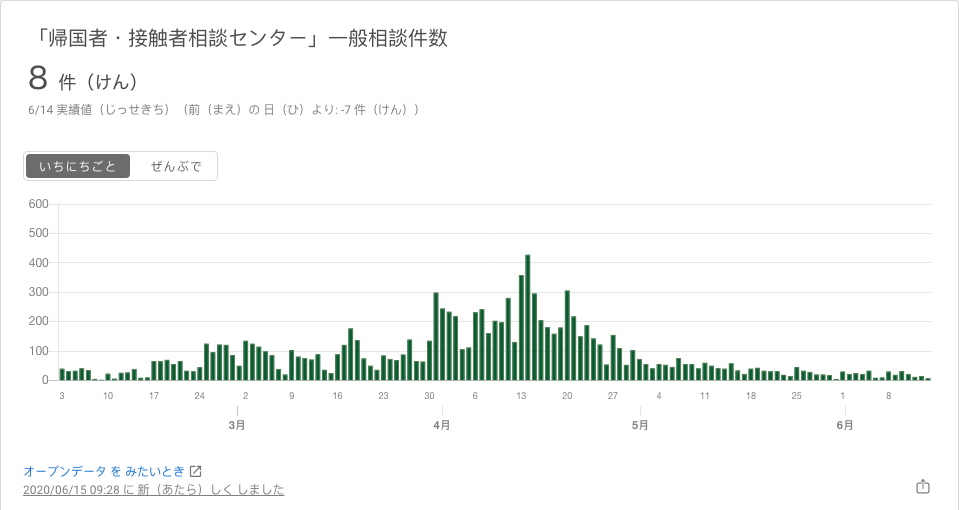 「帰国者・接触者相談センター」一般相談件数
8 件（けん）
6/14 実績値（じっせきち）（前（まえ）の 日（ひ）より: -7 件（けん））
いちにちごと ぜんぶで
600
500
400
300
200
100
0
3 10 17 24 2 9 16 23 30 6 13 20 27 4 11 18 25 1 8
3月 4月 5月 6月
オープンデータ を みたいとき
2020/06/15 09:28 に 新（あたら）しく しました